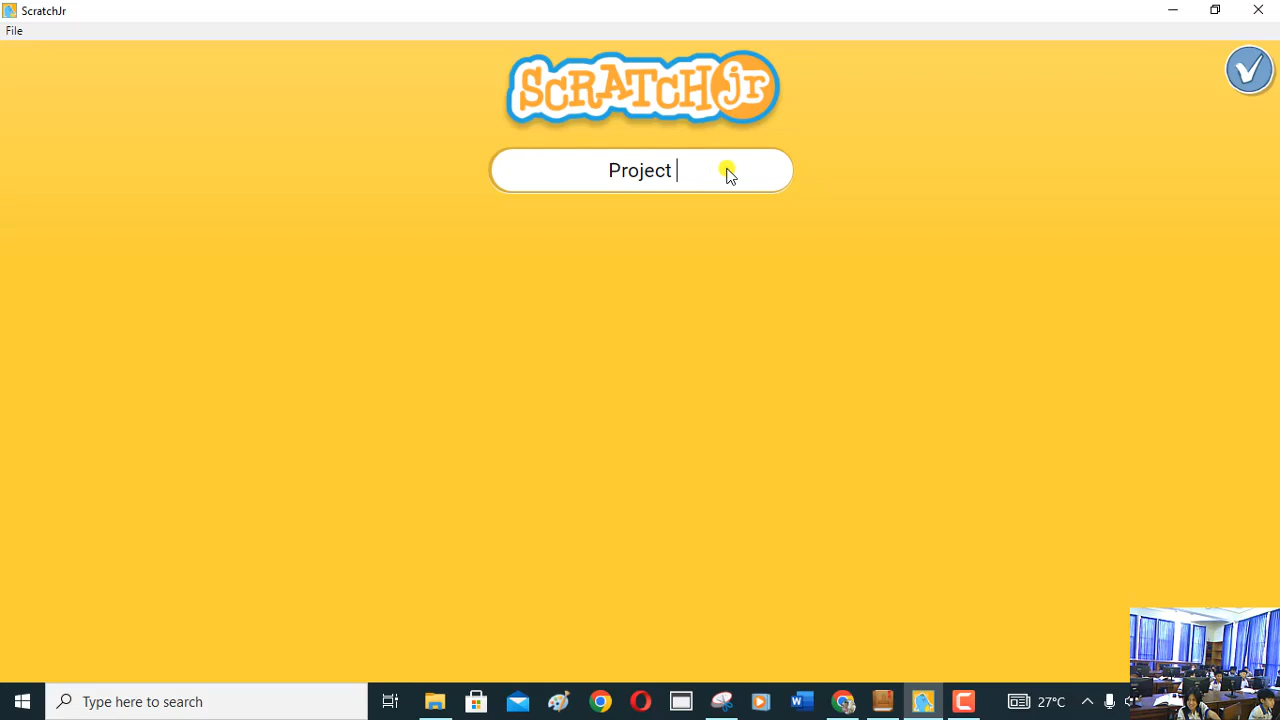 ScratchJr
File
SCRATCH jr
Project
Type here to search
27°C